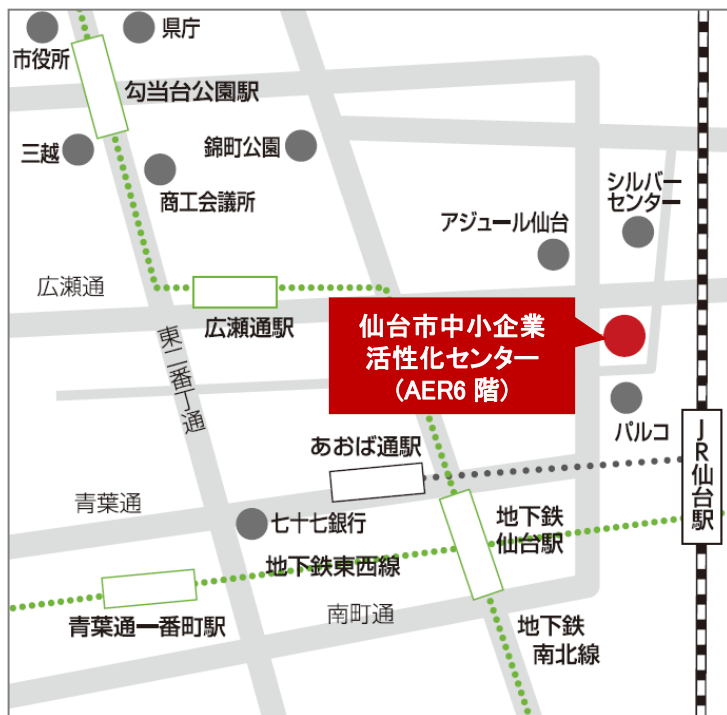 県庁
市役所
勾当台公園駅
三越
錦町公園
商工会議所
シルバー
センター
アジュール仙台
広瀬通
広瀬通駅
仙台市中小企業
活性化センター
(AER6 階)
東二番丁通
パルコ
あおば通駅
JR仙台駅
青葉通
七十七銀行
地下鉄
仙台駅
地下鉄東西線
青葉通一番町駅
南町通
地下鉄
南北線